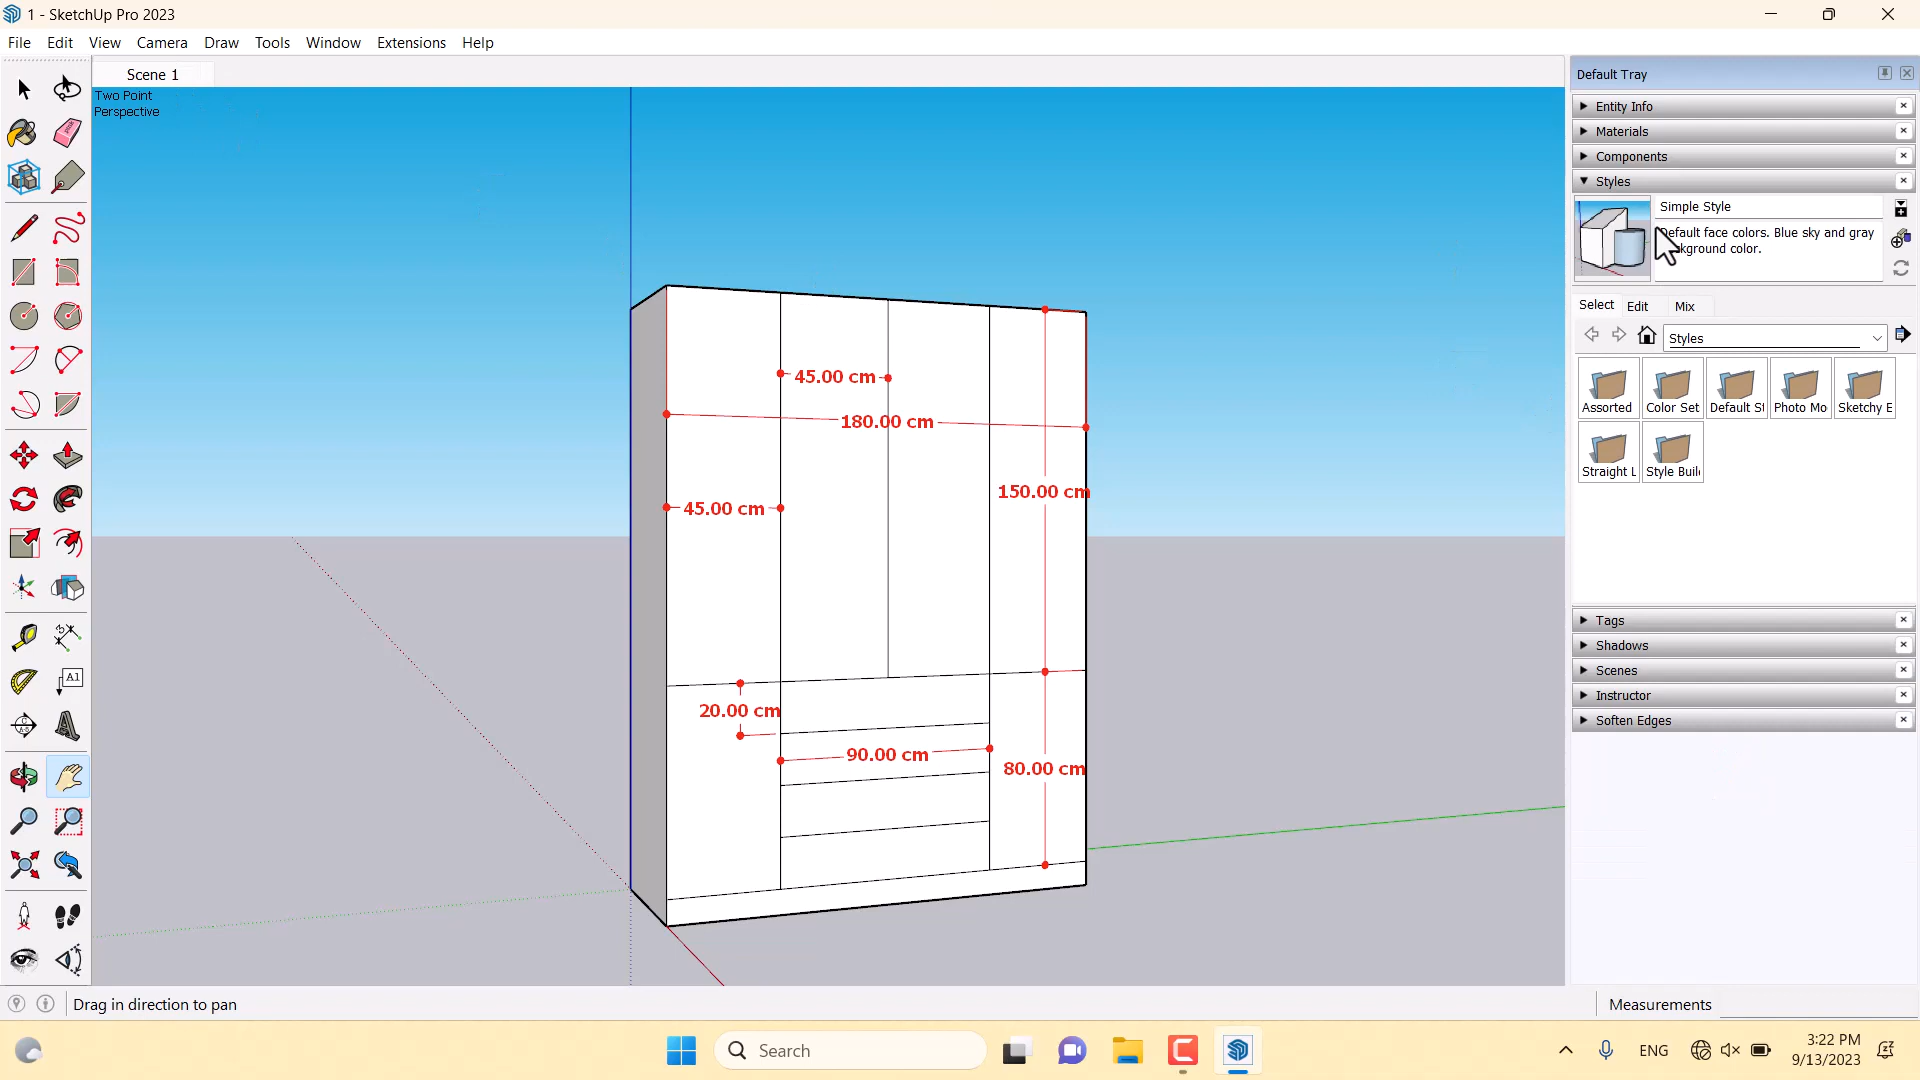 1 - SketchUp Pro 2023
File Edit View Camera Draw Tools Window Extensions Help
Scene 1
Two Point
Perspective
45.00 cm
180.00 cm
150.00 cm
45.00 cm
20.00 cm
90.00 cm
80.00 cm
Default Tray
Entity Info
Materials
Components
Styles
Simple Style
Default face colors. Blue sky and gray
kground color.
Select Edit Mix
Styles
Assorted Color Set Default St Photo Mo Sketchy E
Straight L Style Buil
Tags
Shadows
Scenes
Instructor
Soften Edges
A1
Drag in direction to pan
Measurements
Search
ENG
3:22 PM
9/13/2023